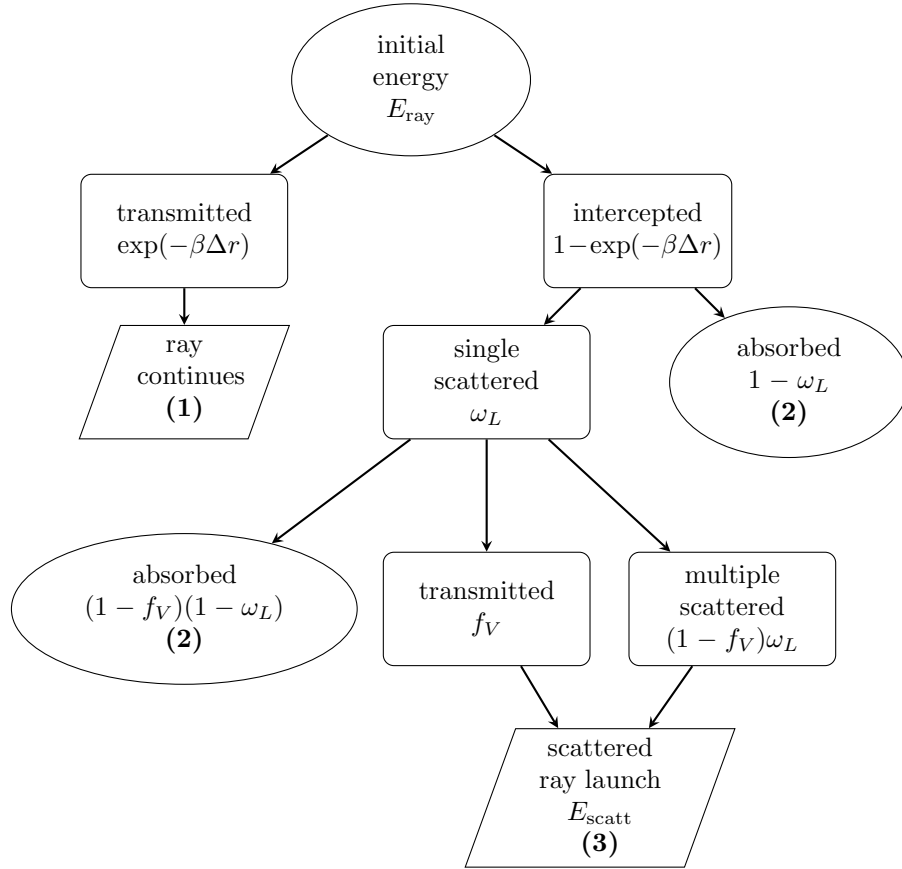 initial
energy
E_ray
transmitted
exp(−βΔr)
intercepted
1−exp(−βΔr)
ray
continues
(1)
single
scattered
ω_L
absorbed
1 − ω_L
(2)
absorbed
(1 − f_V)(1 − ω_L)
(2)
transmitted
f_V
multiple
scattered
(1 − f_V)ω_L
scattered
ray launch
E_scatt
(3)